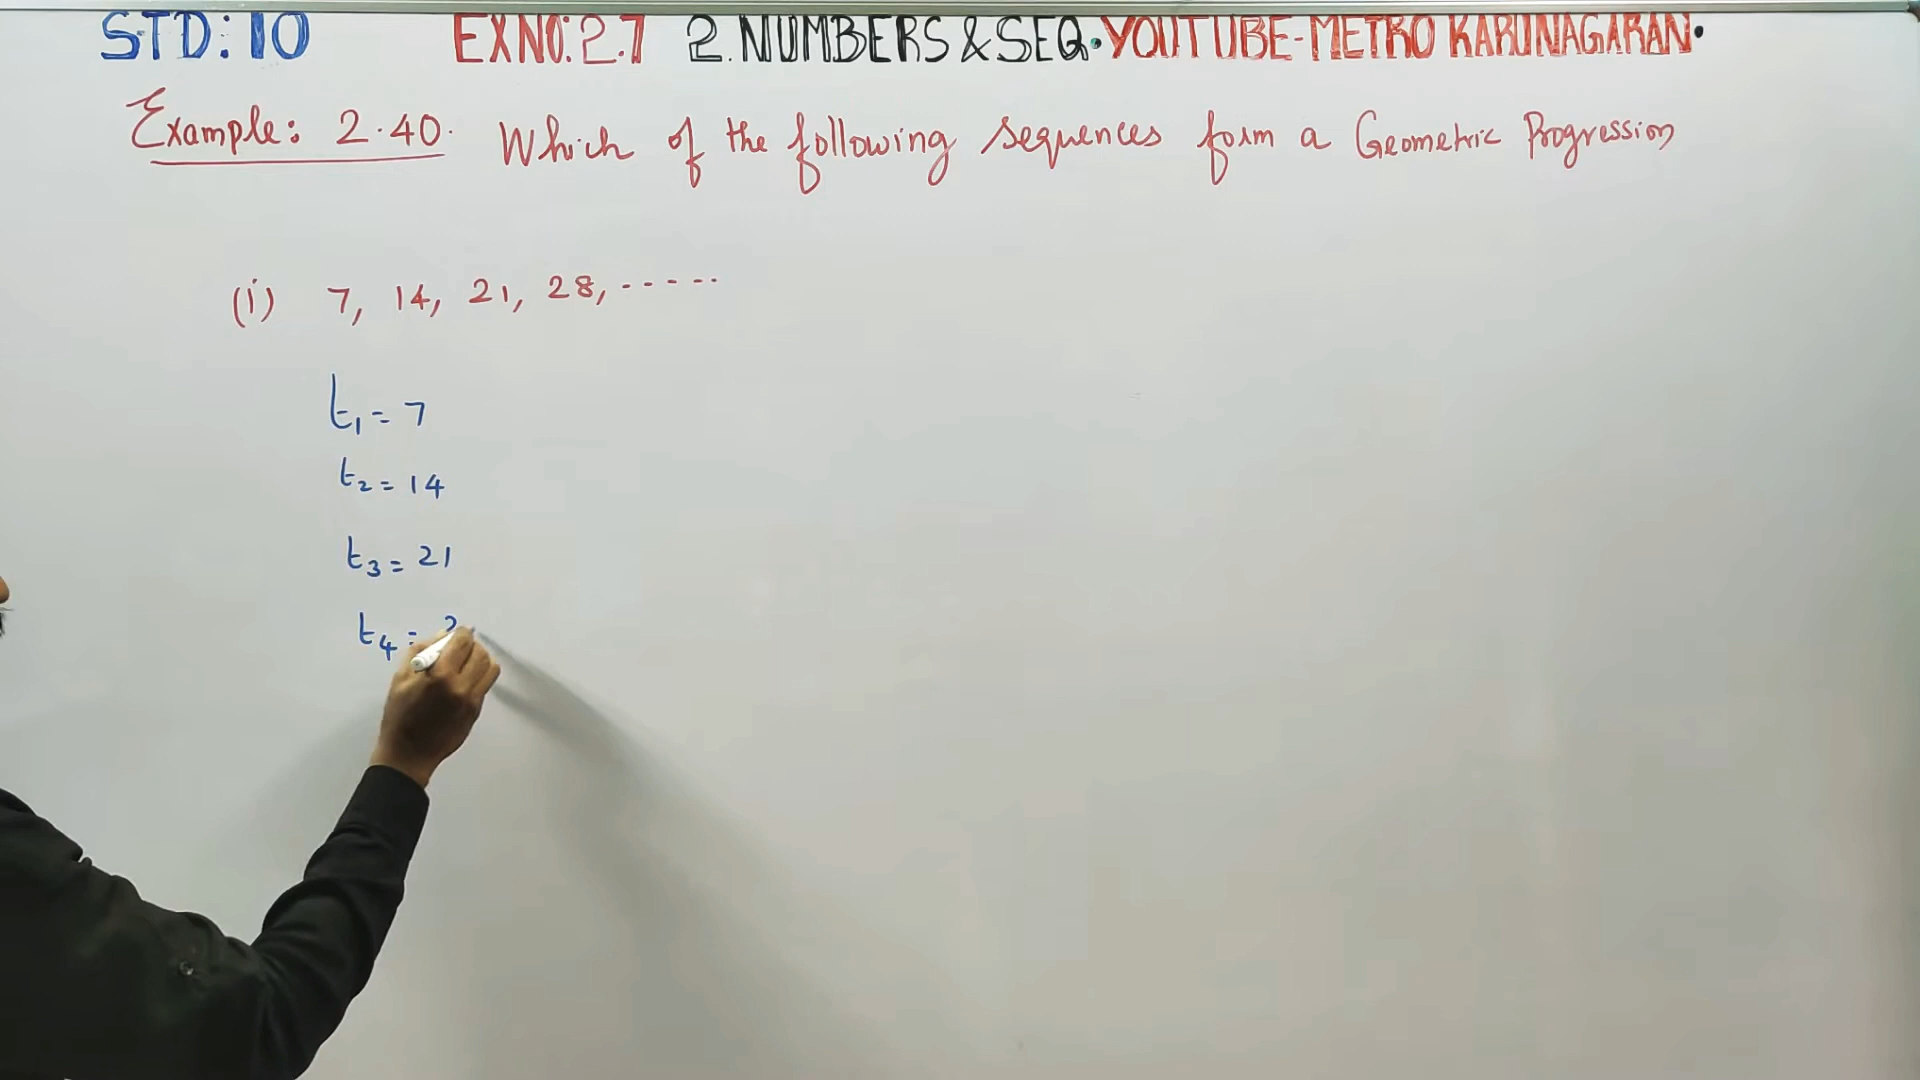 STD: 10 EXNO: 2.7 2. NUMBERS & SEQ. YOUTUBE-METRO KARUNAGARAN.
Example: 2.40. Which of the following sequences form a Geometric Progression
(i) 7, 14, 21, 28, .....
t₁ = 7
t₂ = 14
t₃ = 21
t₄ = 2